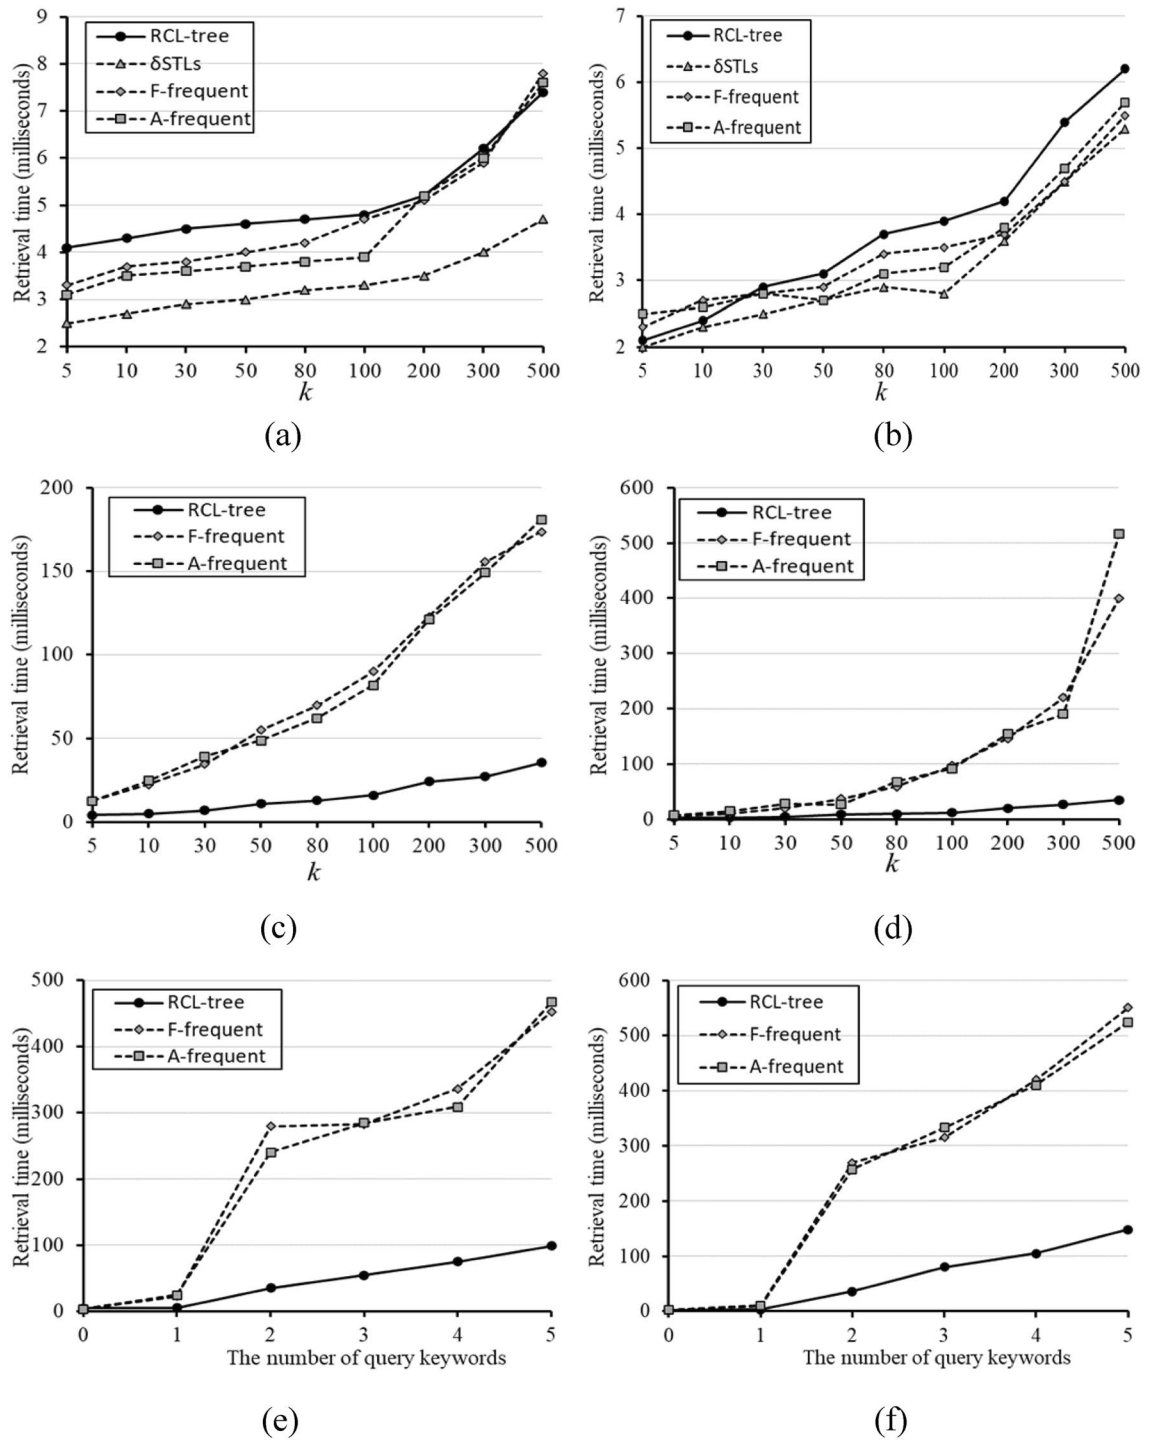 9
8
7
6
5
4
3
2
Retrieval time (milliseconds)
RCL-tree
δSTLs
F-frequent
A-frequent
5 10 30 50 80 100 200 300 500
k
(a)
7
6
5
4
3
2
Retrieval time (milliseconds)
RCL-tree
δSTLs
F-frequent
A-frequent
5 10 30 50 80 100 200 300 500
k
(b)
200
150
100
50
0
Retrieval time (milliseconds)
RCL-tree
F-frequent
A-frequent
5 10 30 50 80 100 200 300 500
k
(c)
600
500
400
300
200
100
0
Retrieval time (milliseconds)
RCL-tree
F-frequent
A-frequent
5 10 30 50 80 100 200 300 500
k
(d)
500
400
300
200
100
0
Retrieval time (milliseconds)
RCL-tree
F-frequent
A-frequent
0 1 2 3 4 5
The number of query keywords
(e)
600
500
400
300
200
100
0
Retrieval time (milliseconds)
RCL-tree
F-frequent
A-frequent
0 1 2 3 4 5
The number of query keywords
(f)